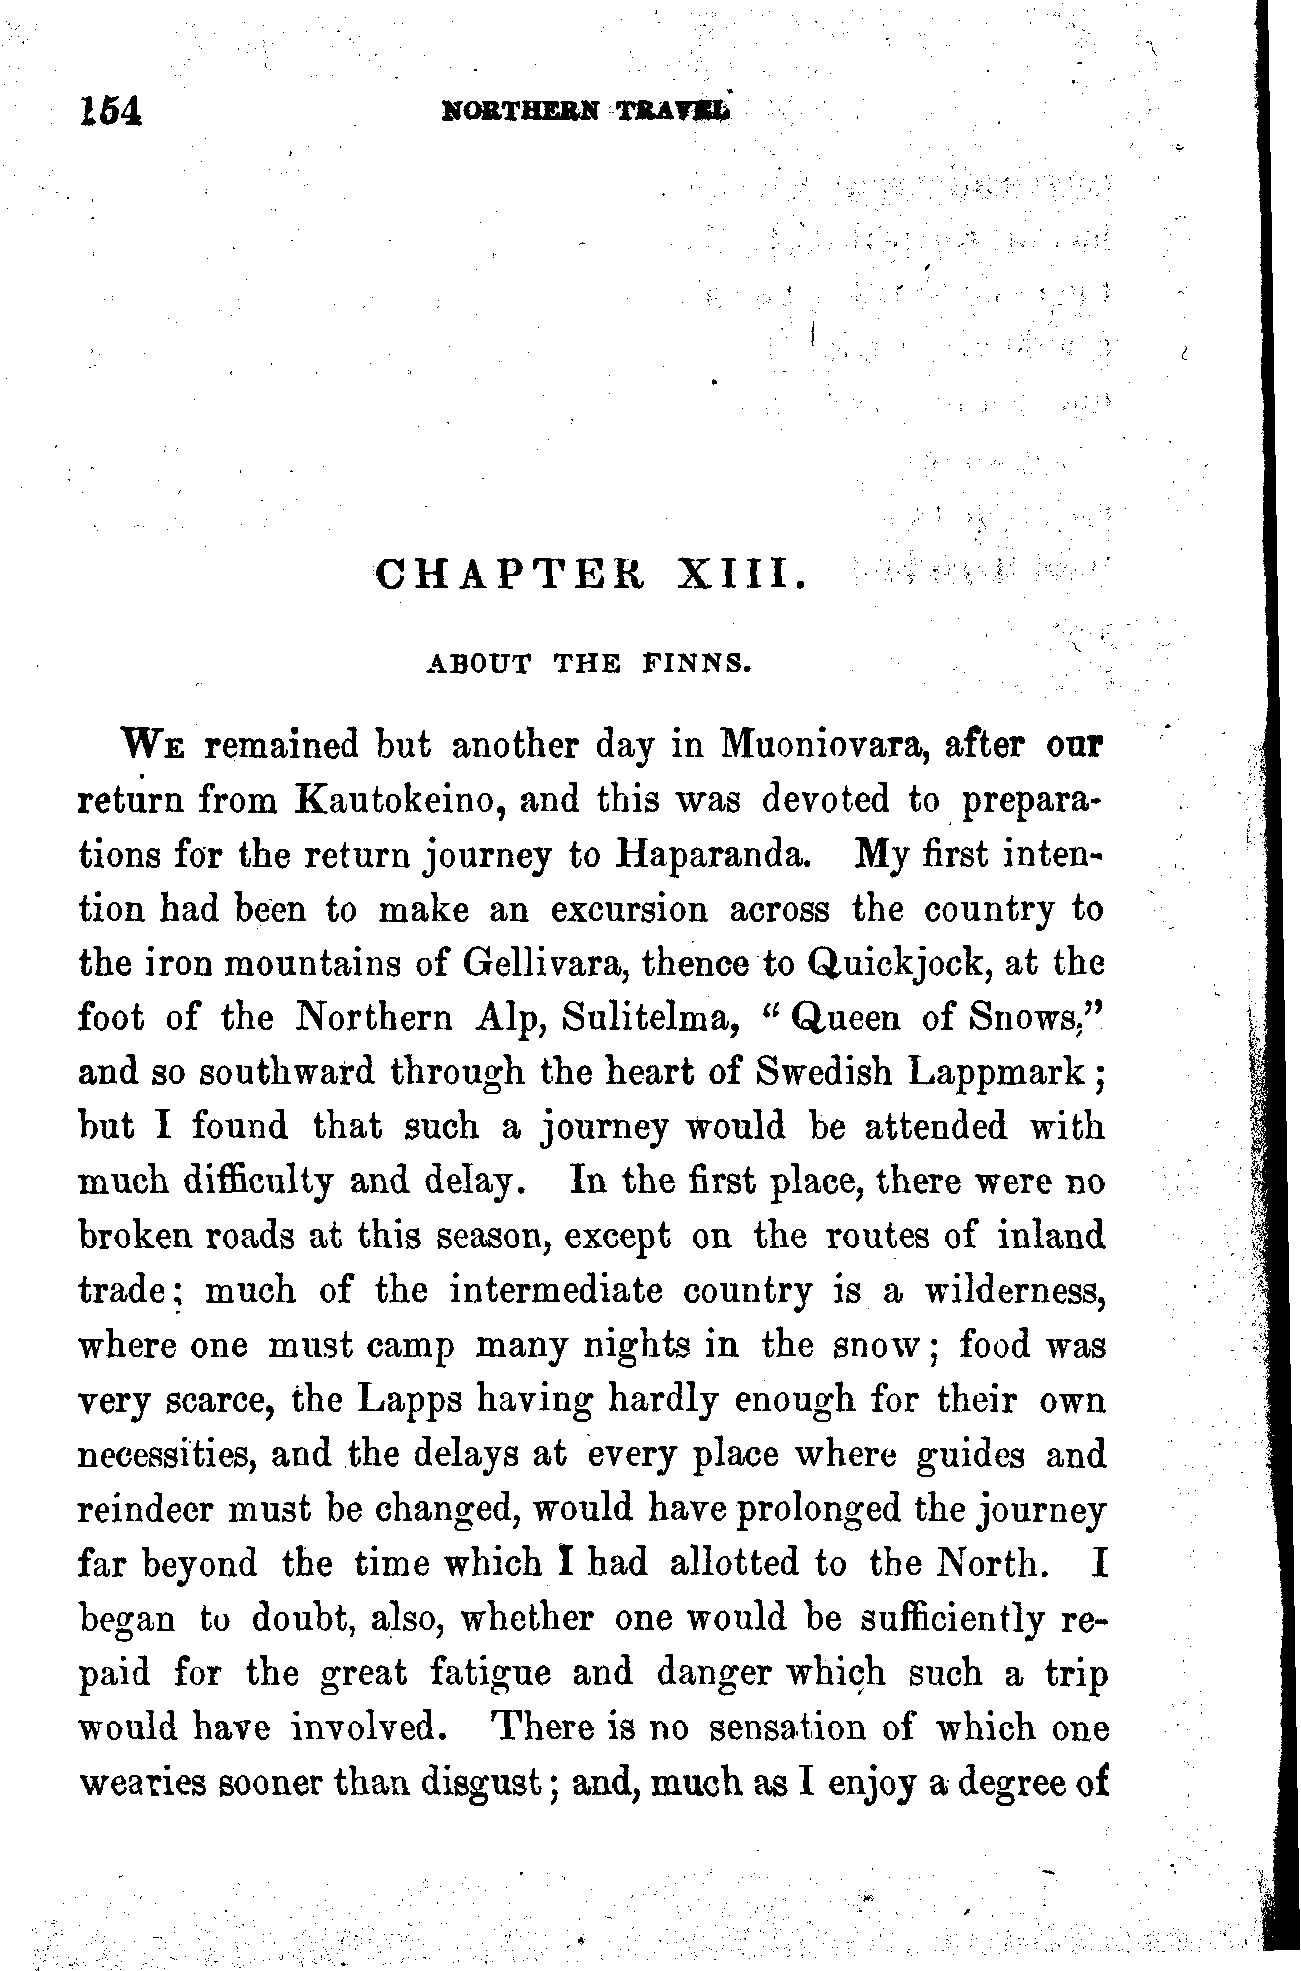 154 NORTHERN TRAVEL
CHAPTER XIII.
ABOUT THE FINNS.
WE remained but another day in Muoniovara, after our
return from Kautokeino, and this was devoted to prepara-
tions for the return journey to Haparanda. My first inten-
tion had been to make an excursion across the country to
the iron mountains of Gellivara, thence to Quickjock, at the
foot of the Northern Alp, Sulitelma, “ Queen of Snows,”
and so southward through the heart of Swedish Lappmark ;
but I found that such a journey would be attended with
much difficulty and delay. In the first place, there were no
broken roads at this season, except on the routes of inland
trade; much of the intermediate country is a wilderness,
where one must camp many nights in the snow ; food was
very scarce, the Lapps having hardly enough for their own
necessities, and the delays at every place where guides and
reindeer must be changed, would have prolonged the journey
far beyond the time which I had allotted to the North. I
began to doubt, also, whether one would be sufficiently re-
paid for the great fatigue and danger which such a trip
would have involved. There is no sensation of which one
wearies sooner than disgust ; and, much as I enjoy a degree of